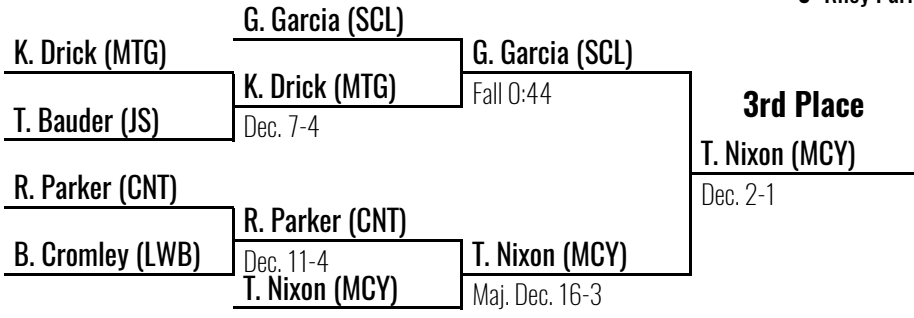 G. Garcia (SCL)
K. Drick (MTG)
G. Garcia (SCL)
K. Drick (MTG)
Fall 0:44
3rd Place
T. Bauder (JS)
Dec. 7-4
T. Nixon (MCY)
R. Parker (CNT)
Dec. 2-1
R. Parker (CNT)
B. Cromley (LWB)
Dec. 11-4
T. Nixon (MCY)
T. Nixon (MCY)
Maj. Dec. 16-3